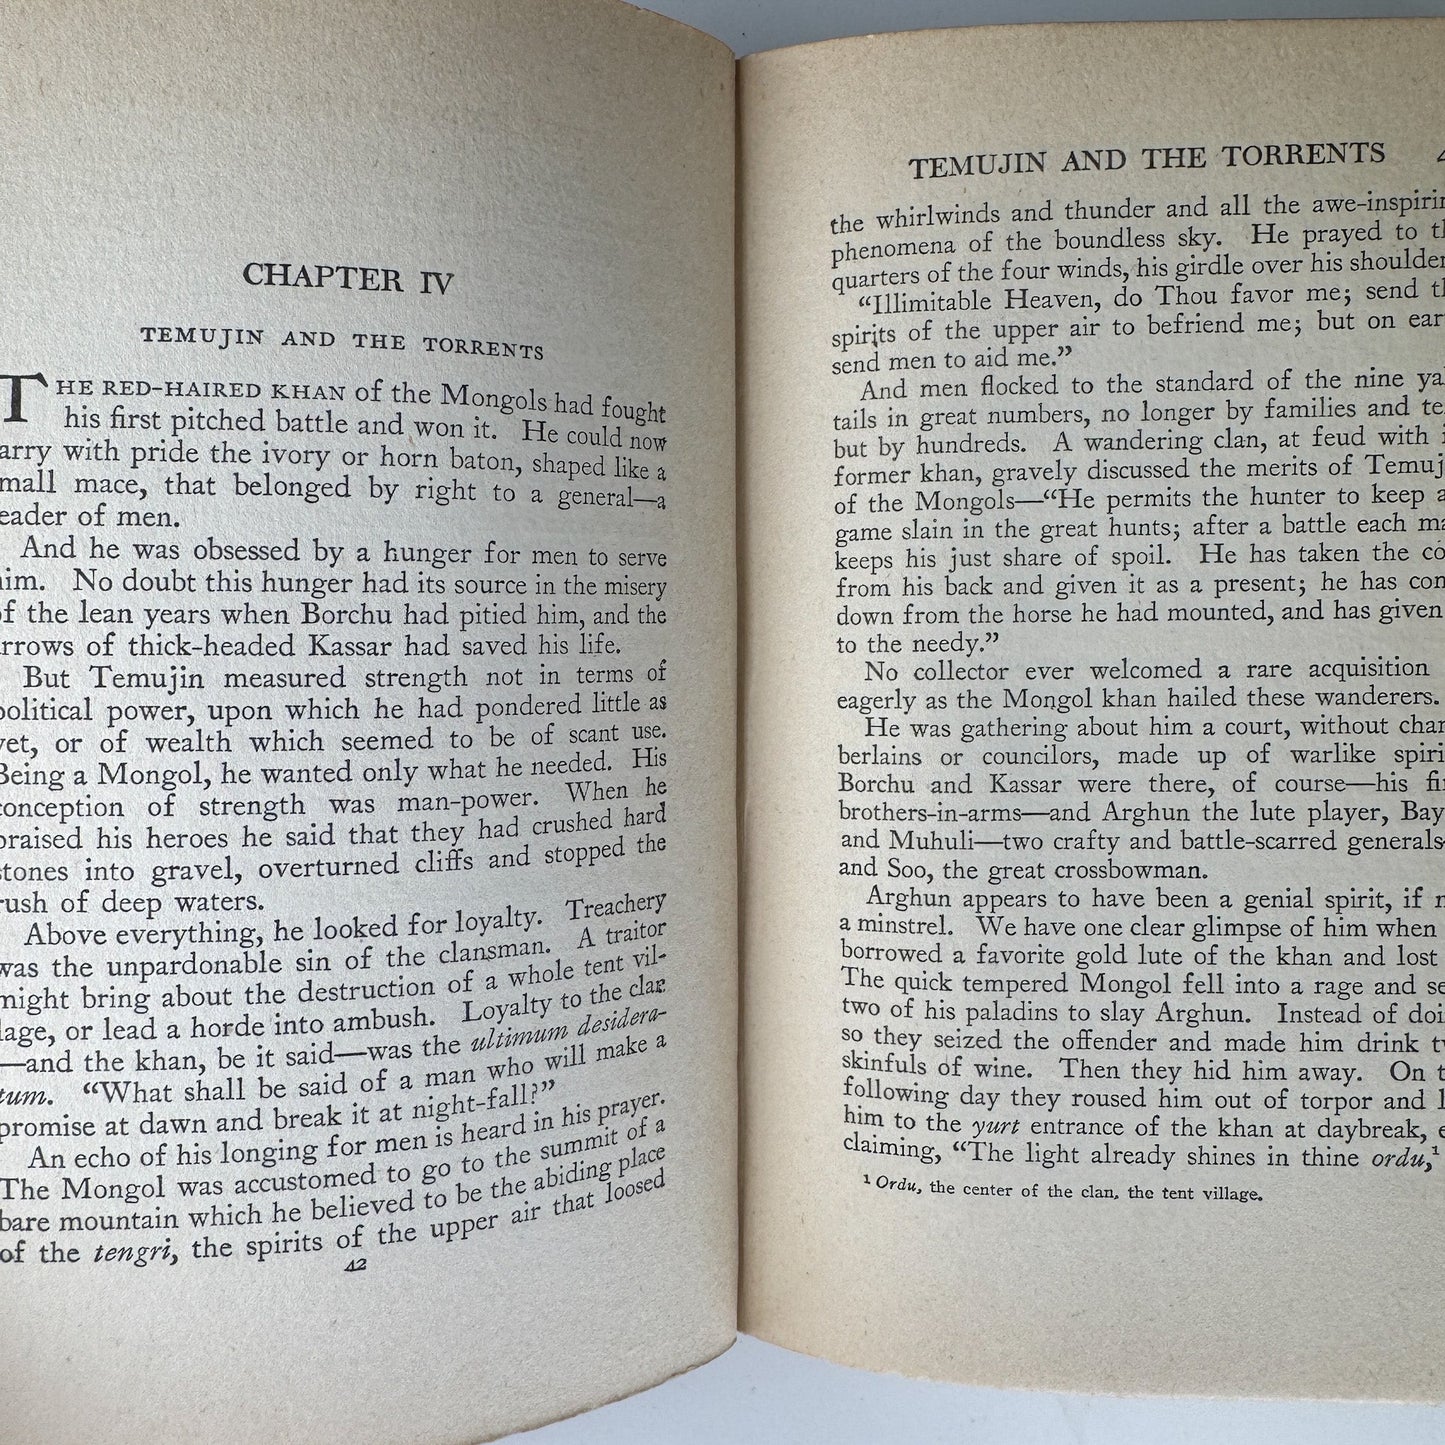 CHAPTER IV
TEMUJIN AND THE TORRENTS
THE RED-HAIRED KHAN of the Mongols had fought
his first pitched battle and won it. He could now
arry with pride the ivory or horn baton, shaped like a
mall mace, that belonged by right to a general—a
eader of men.
And he was obsessed by a hunger for men to serve
him. No doubt this hunger had its source in the misery
of the lean years when Borchu had pitied him, and the
rrows of thick-headed Kassar had saved his life.
But Temujin measured strength not in terms of
political power, upon which he had pondered little as
yet, or of wealth which seemed to be of scant use.
Being a Mongol, he wanted only what he needed. His
conception of strength was man-power. When he
praised his heroes he said that they had crushed hard
stones into gravel, overturned cliffs and stopped the
rush of deep waters.
Above everything, he looked for loyalty. Treachery
was the unpardonable sin of the clansman. A traitor
might bring about the destruction of a whole tent vil-
lage, or lead a horde into ambush. Loyalty to the clan
—and the khan, be it said—was the ultimum desidera-
tum. “What shall be said of a man who will make a
promise at dawn and break it at night-fall?”
An echo of his longing for men is heard in his prayer.
The Mongol was accustomed to go to the summit of a
bare mountain which he believed to be the abiding place
of the tengri, the spirits of the upper air that loosed
42
TEMUJIN AND THE TORRENTS 4
the whirlwinds and thunder and all the awe-inspirin
phenomena of the boundless sky. He prayed to th
quarters of the four winds, his girdle over his shoulder
“Illimitable Heaven, do Thou favor me; send th
spirits of the upper air to befriend me; but on eart
send men to aid me.”
And men flocked to the standard of the nine yak
tails in great numbers, no longer by families and te
but by hundreds. A wandering clan, at feud with i
former khan, gravely discussed the merits of Temuj
of the Mongols—“He permits the hunter to keep a
game slain in the great hunts; after a battle each ma
keeps his just share of spoil. He has taken the co
from his back and given it as a present; he has com
down from the horse he had mounted, and has given
to the needy.”
No collector ever welcomed a rare acquisition
eagerly as the Mongol khan hailed these wanderers.
He was gathering about him a court, without cham
berlains or councilors, made up of warlike spiri
Borchu and Kassar were there, of course—his fir
brothers-in-arms—and Arghun the lute player, Bay
and Muhuli—two crafty and battle-scarred generals—
and Soo, the great crossbowman.
Arghun appears to have been a genial spirit, if n
a minstrel. We have one clear glimpse of him when
borrowed a favorite gold lute of the khan and lost
The quick tempered Mongol fell into a rage and se
two of his paladins to slay Arghun. Instead of doi
so they seized the offender and made him drink tw
skinfuls of wine. Then they hid him away. On t
following day they roused him out of torpor and l
him to the yurt entrance of the khan at daybreak, e
claiming, “The light already shines in thine ordu,¹
¹ Ordu, the center of the clan, the tent village.